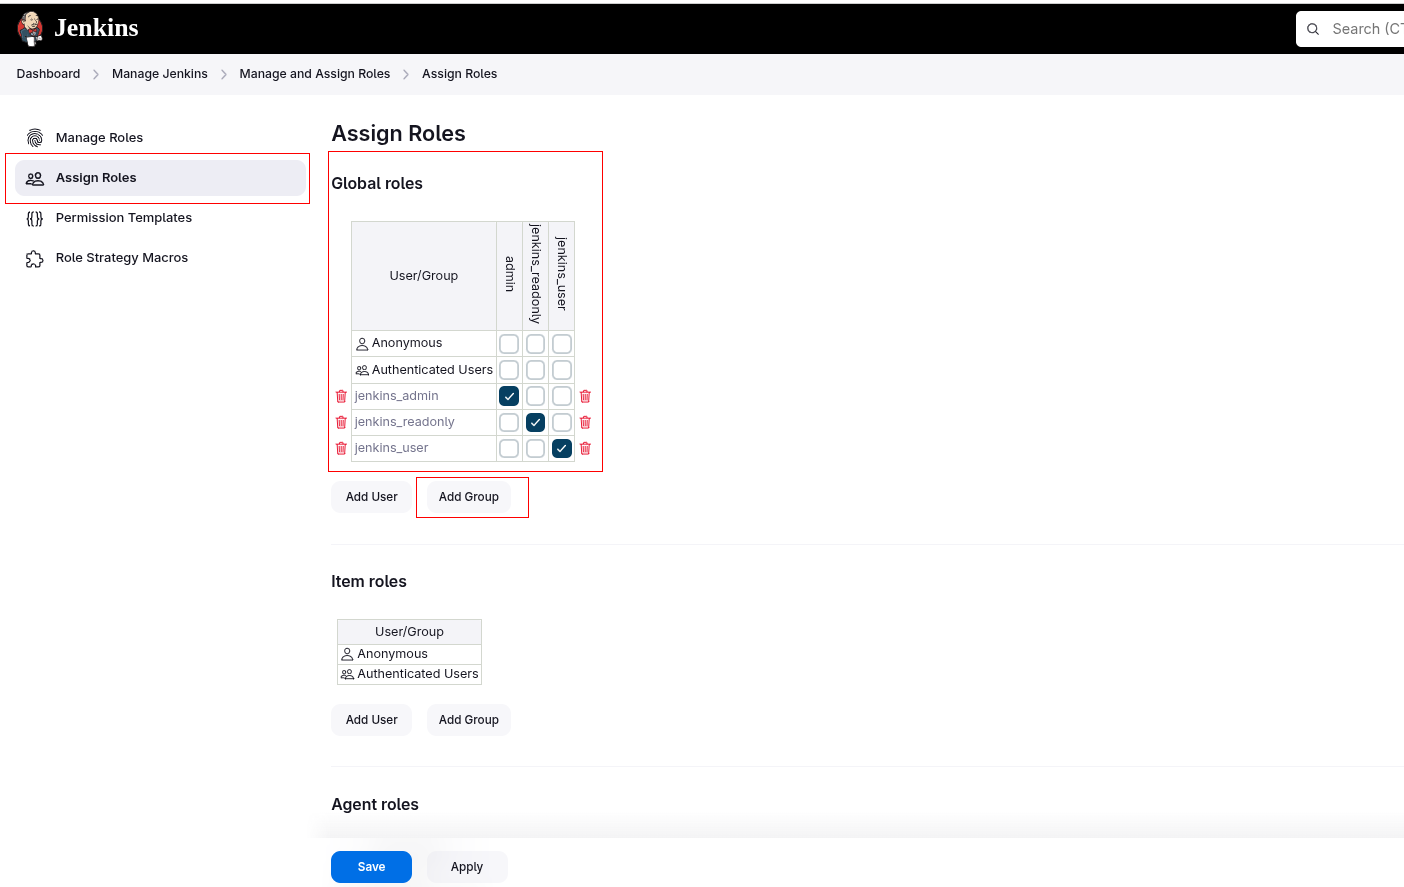 Jenkins
Search (CT
Dashboard
Manage Jenkins
Manage and Assign Roles
Assign Roles
Manage Roles
Assign Roles
Permission Templates
Role Strategy Macros
Assign Roles
Global roles
User/Group
admin
jenkins_readonly
jenkins_user
Anonymous
Authenticated Users
jenkins_admin
jenkins_readonly
jenkins_user
Add User
Add Group
Item roles
User/Group
Anonymous
Authenticated Users
Add User
Add Group
Agent roles
Save
Apply